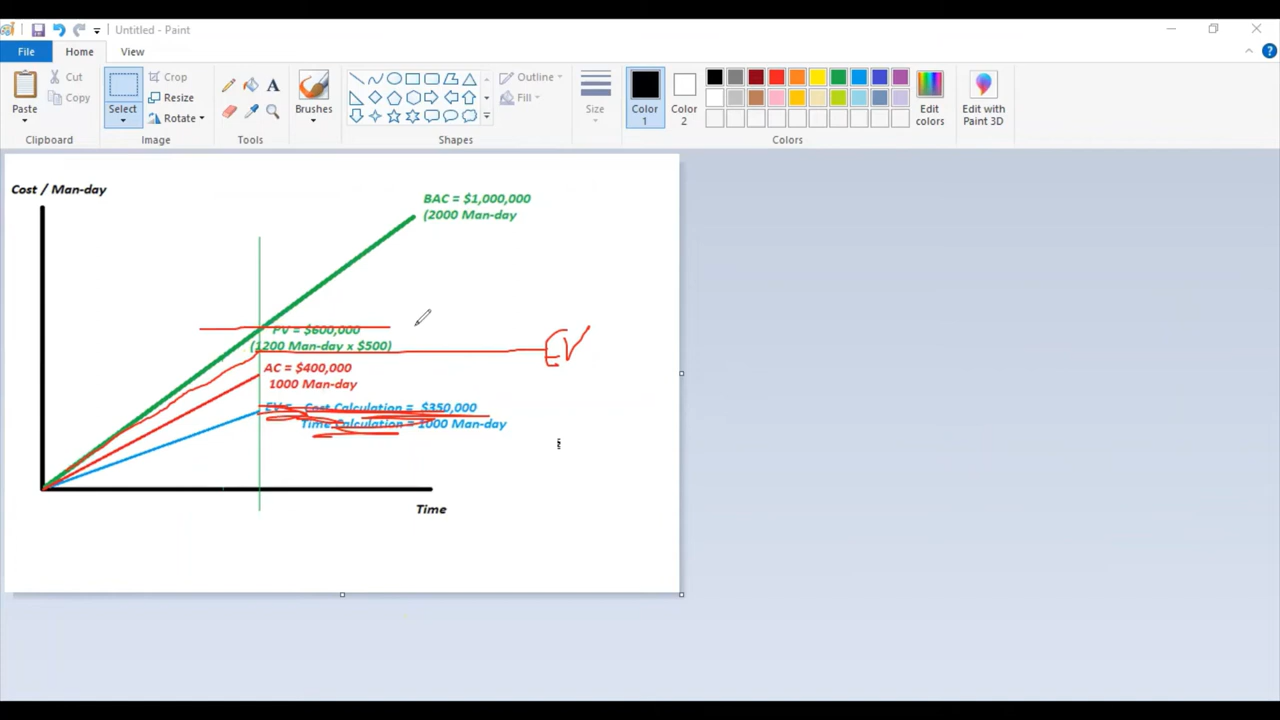 Untitled - Paint
File
Home
View
Paste
Cut
Copy
Clipboard
Select
Crop
Resize
Rotate
Image
Tools
Brushes
Shapes
Outline
Fill
Size
Color 1
Color 2
Edit colors
Edit with Paint 3D
Colors
Cost / Man-day
BAC = $1,000,000
(2000 Man-day
PV = $600,000
(1200 Man-day x $500)
EV
AC = $400,000
1000 Man-day
EV = Cost Calculation = $350,000
Time Calculation = 1000 Man-day
Time